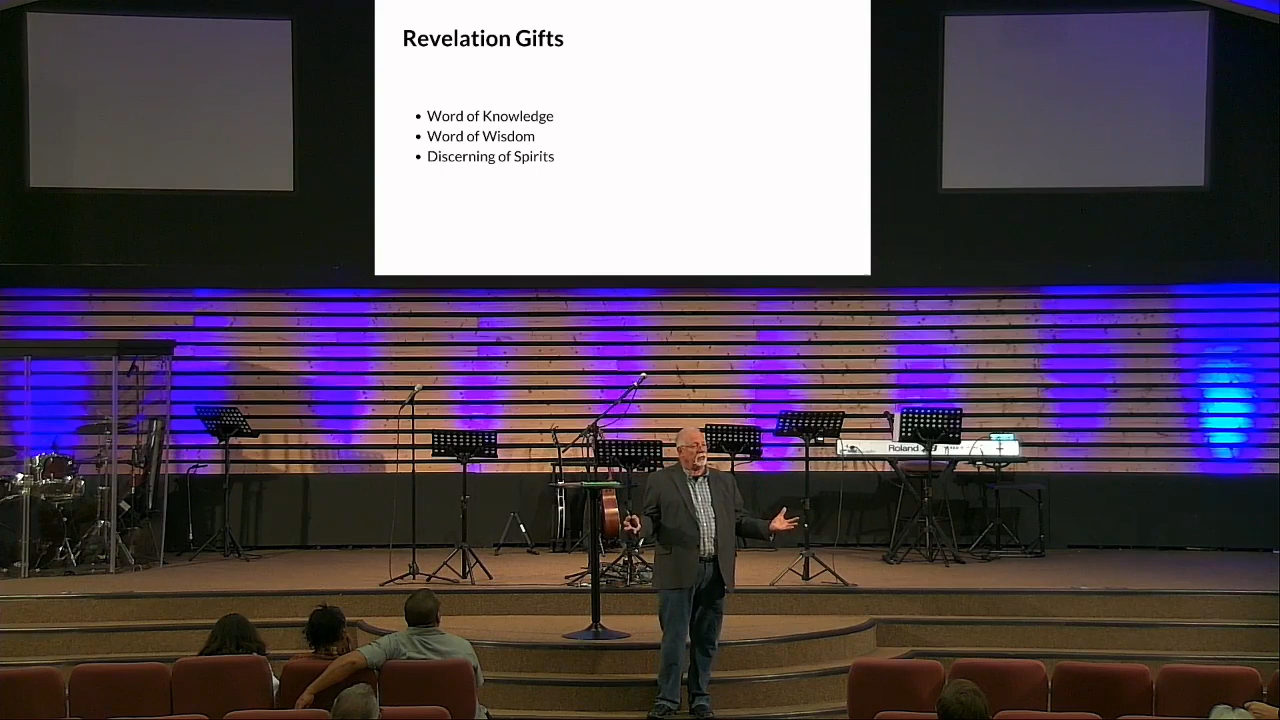 Revelation Gifts
• Word of Knowledge
• Word of Wisdom
• Discerning of Spirits
Roland